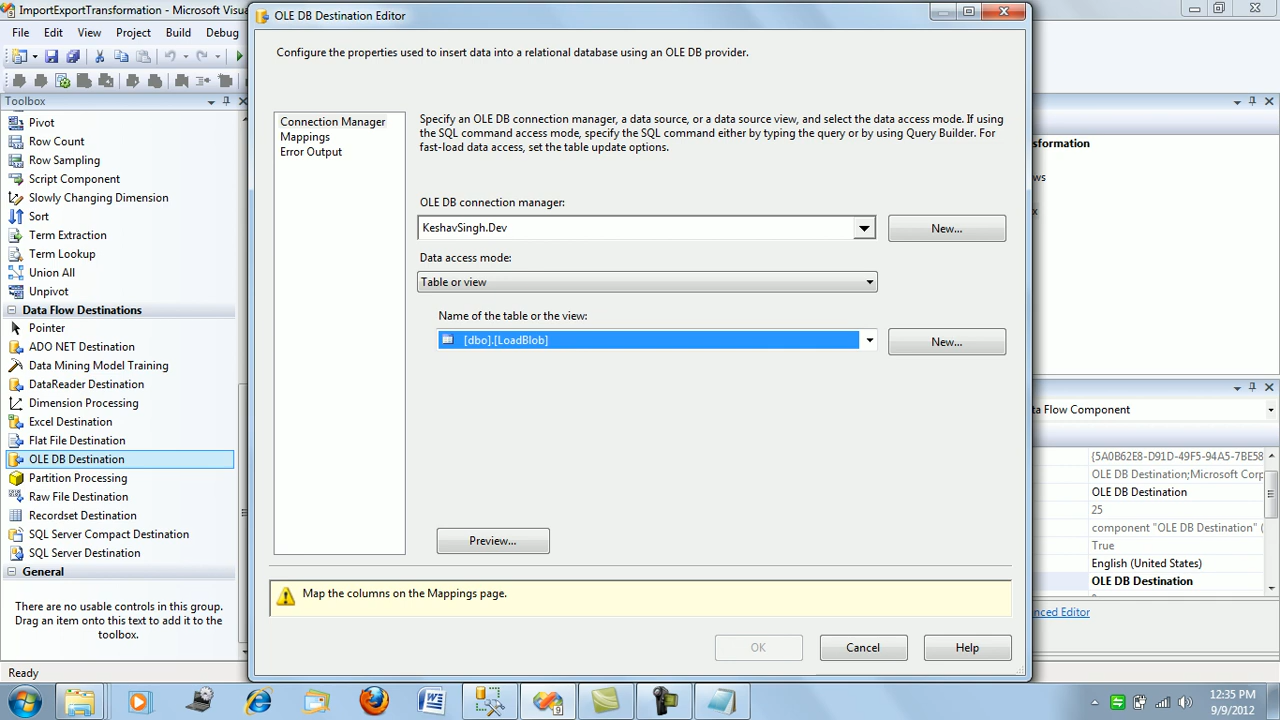 ImportExportTransformation - Microsoft Visua
OLE DB Destination Editor
File Edit View Project Build Debug
Configure the properties used to insert data into a relational database using an OLE DB provider.
Toolbox
Pivot
Row Count
Row Sampling
Script Component
Slowly Changing Dimension
Sort
Term Extraction
Term Lookup
Union All
Unpivot
Data Flow Destinations
Pointer
ADO NET Destination
Data Mining Model Training
DataReader Destination
Dimension Processing
Excel Destination
Flat File Destination
OLE DB Destination
Partition Processing
Raw File Destination
Recordset Destination
SQL Server Compact Destination
SQL Server Destination
General
There are no usable controls in this group.
Drag an item onto this text to add it to the
toolbox.
Connection Manager
Mappings
Error Output
Specify an OLE DB connection manager, a data source, or a data source view, and select the data access mode. If using
the SQL command access mode, specify the SQL command either by typing the query or by using Query Builder. For
fast-load data access, set the table update options.
OLE DB connection manager:
KeshavSingh.Dev
New...
Data access mode:
Table or view
Name of the table or the view:
[dbo].[LoadBlob]
New...
Preview...
Map the columns on the Mappings page.
OK Cancel Help
sformation
ws
x
ta Flow Component
{5A0B62E8-D91D-49F5-94A5-7BE58
OLE DB Destination;Microsoft Corp
OLE DB Destination
25
component "OLE DB Destination" (
True
English (United States)
OLE DB Destination
nced Editor
Ready
12:35 PM
9/9/2012